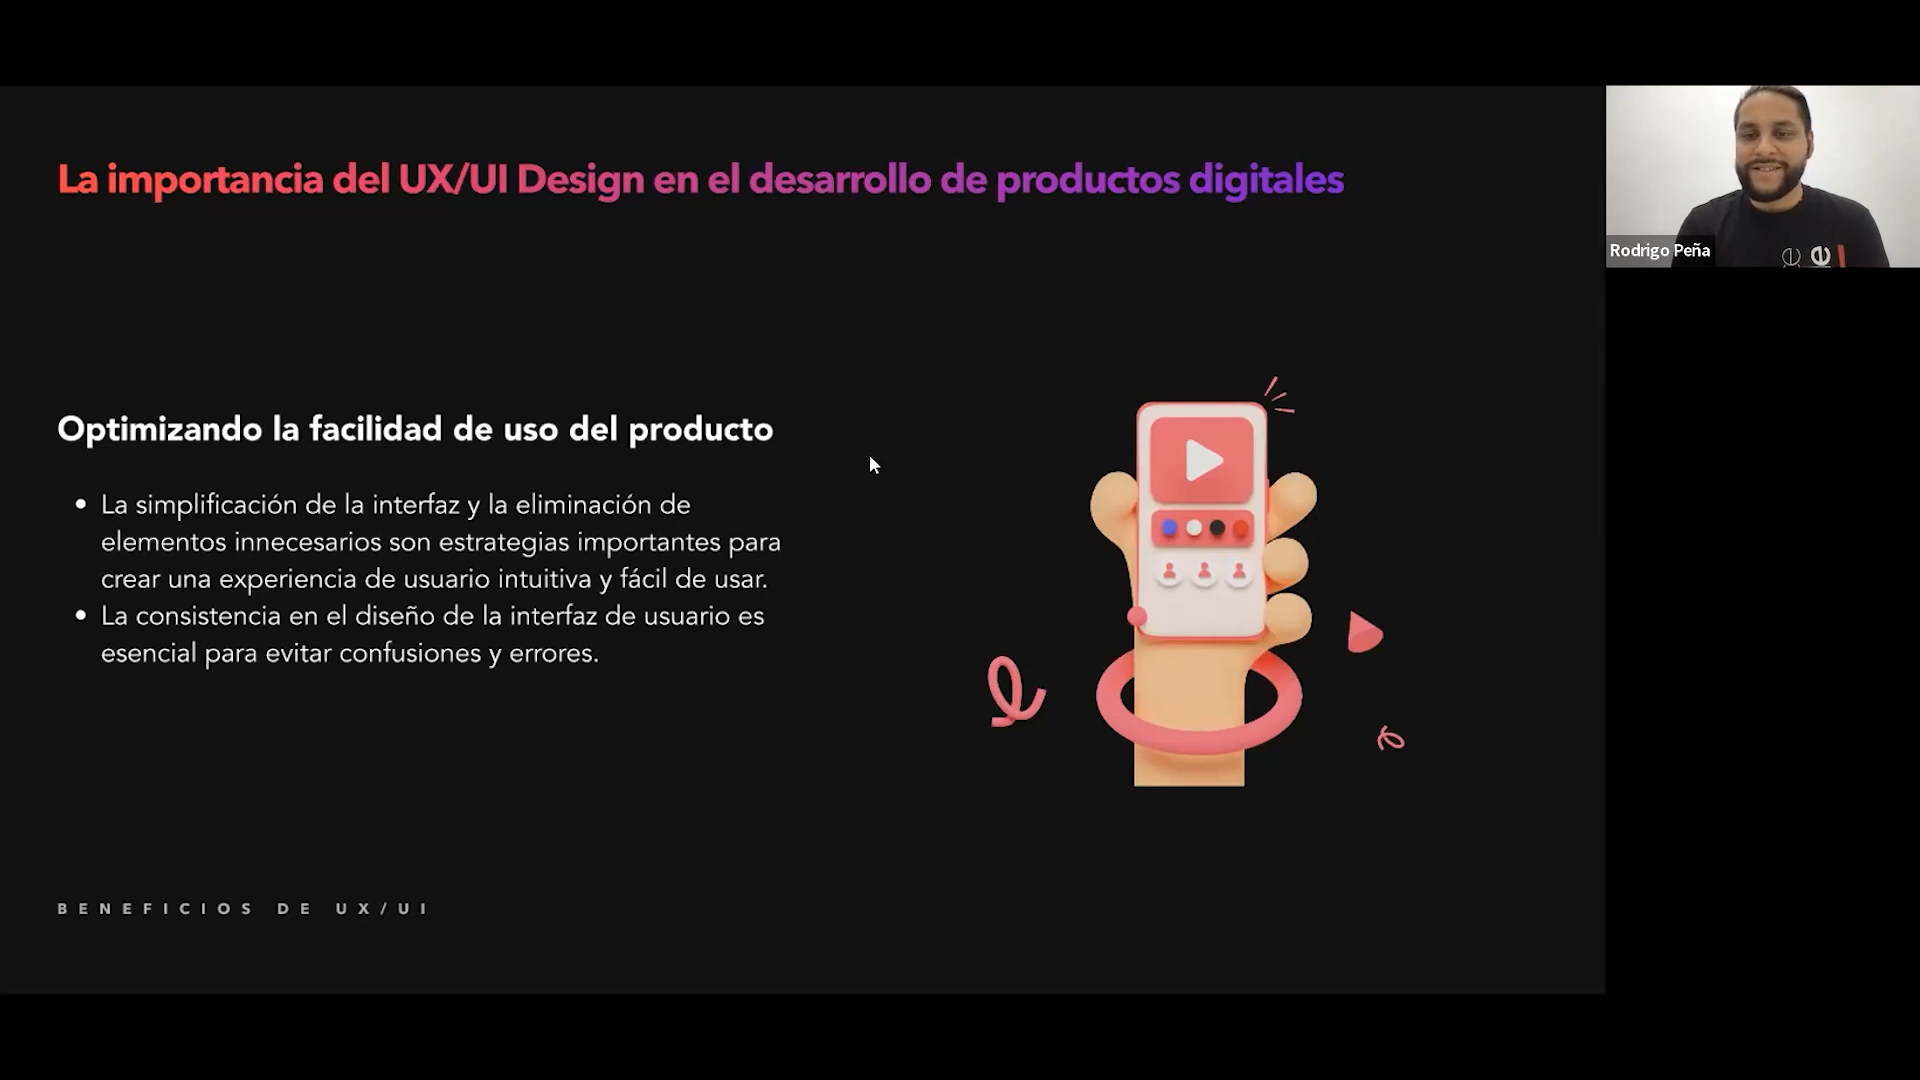 La importancia del UX/UI Design en el desarrollo de productos digitales
Rodrigo Peña
Optimizando la facilidad de uso del producto
• La simplificación de la interfaz y la eliminación de
elementos innecesarios son estrategias importantes para
crear una experiencia de usuario intuitiva y fácil de usar.
• La consistencia en el diseño de la interfaz de usuario es
esencial para evitar confusiones y errores.
BENEFICIOS DE UX/UI